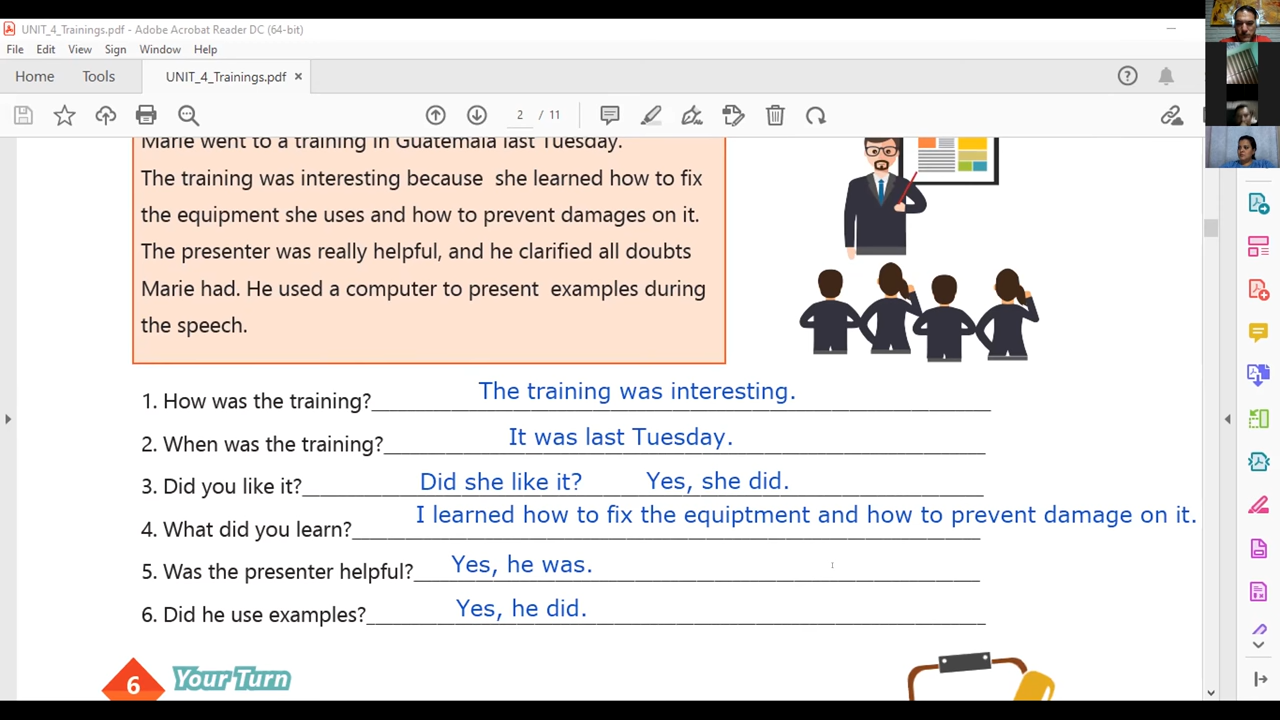 UNIT_4_Trainings.pdf - Adobe Acrobat Reader DC (64-bit)
File Edit View Sign Window Help
Home Tools UNIT_4_Trainings.pdf ×
2 / 11
Marie went to a training in Guatemala last Tuesday.
The training was interesting because she learned how to fix
the equipment she uses and how to prevent damages on it.
The presenter was really helpful, and he clarified all doubts
Marie had. He used a computer to present examples during
the speech.
1. How was the training? The training was interesting.
2. When was the training? It was last Tuesday.
3. Did you like it? Did she like it? Yes, she did.
4. What did you learn? I learned how to fix the equiptment and how to prevent damage on it.
5. Was the presenter helpful? Yes, he was.
6. Did he use examples? Yes, he did.
6 Your Turn